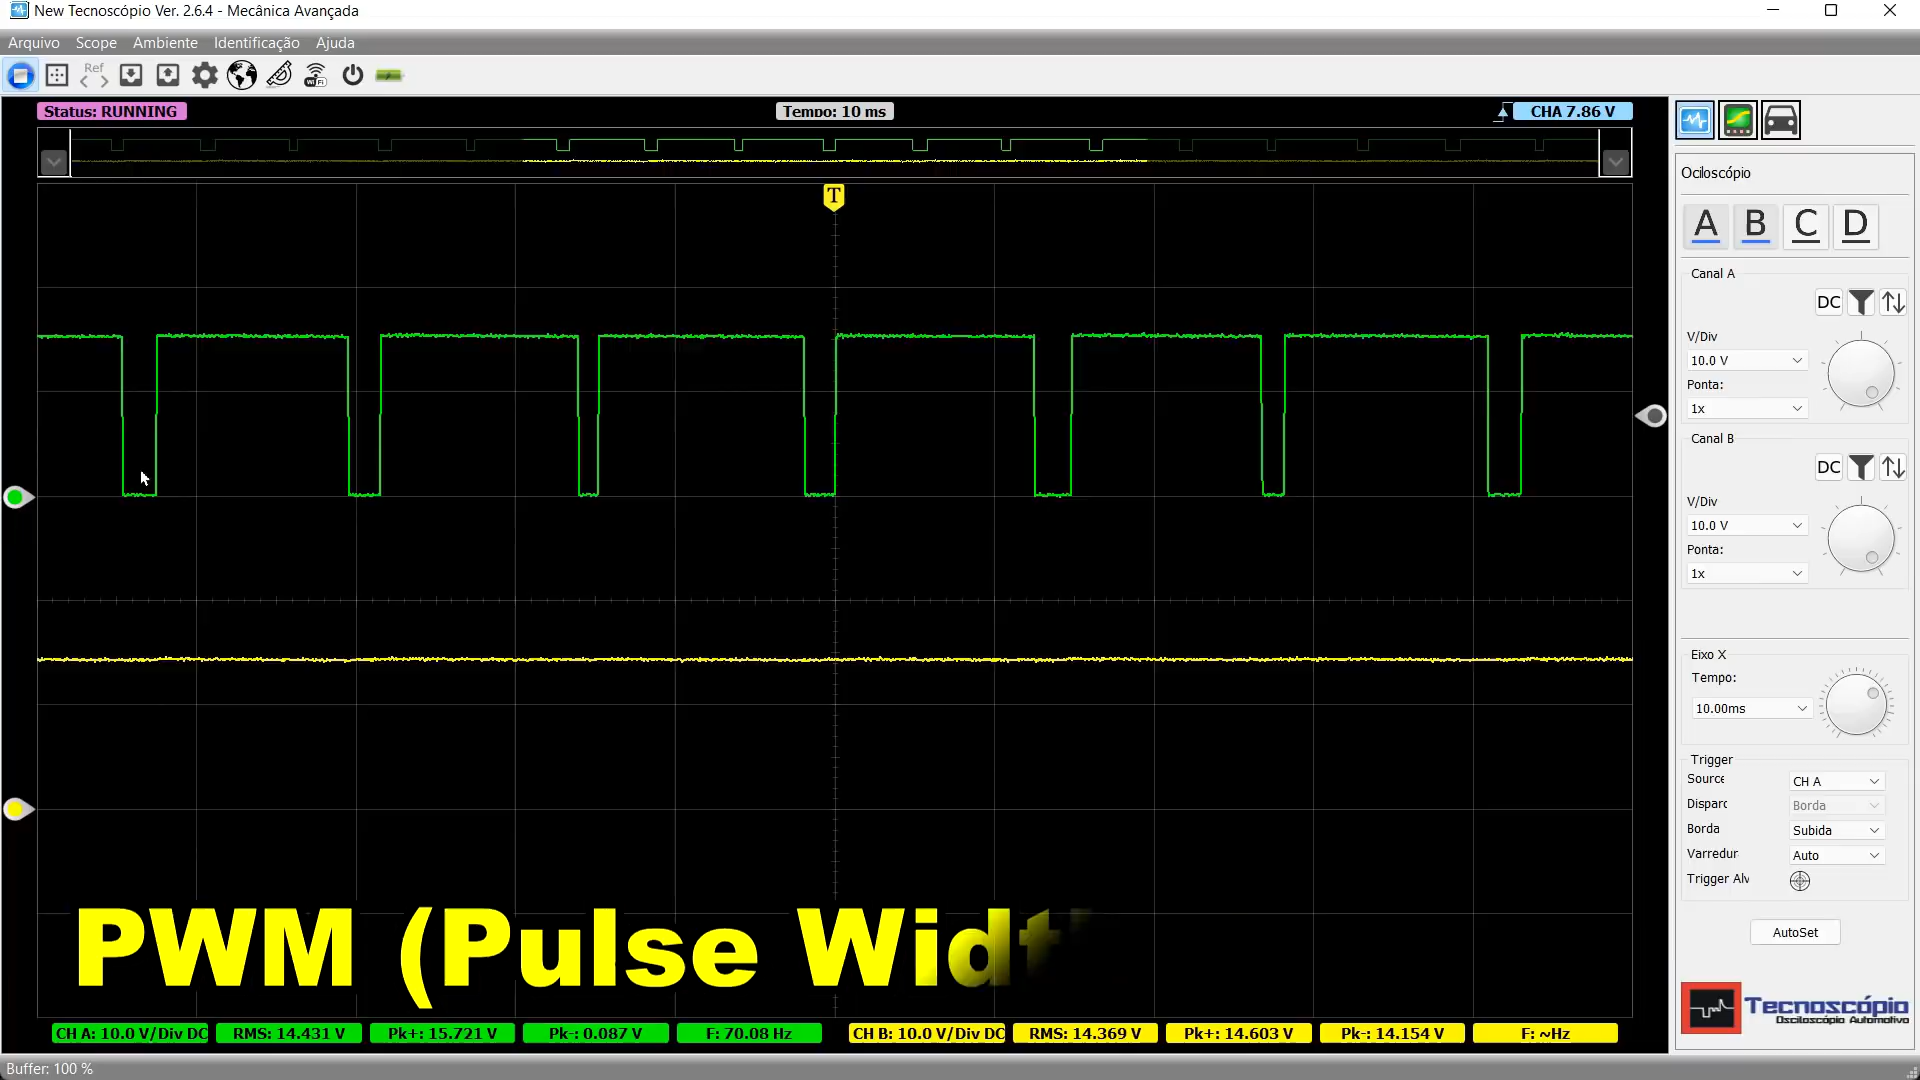 New Tecnoscópio Ver. 2.6.4 - Mecânica Avançada
Arquivo Scope Ambiente Identificação Ajuda
Ref
WiFi
Status: RUNNING
Tempo: 10 ms
CHA 7.86 V
T
Ociloscópio
A B C D
Canal A
DC
V/Div
10.0 V
Ponta:
1x
Canal B
DC
V/Div
10.0 V
Ponta:
1x
Eixo X
Tempo:
10.00ms
Trigger
Source CH A
Disparo Borda
Borda Subida
Varredur Auto
Trigger Alv
AutoSet
PWM (Pulse Widt
Tecnoscópio
Osciloscópio Automotivo
CH A: 10.0 V/Div DC RMS: 14.431 V Pk+: 15.721 V Pk-: 0.087 V F: 70.08 Hz CH B: 10.0 V/Div DC RMS: 14.369 V Pk+: 14.603 V Pk-: 14.154 V F: ~Hz
Buffer: 100 %